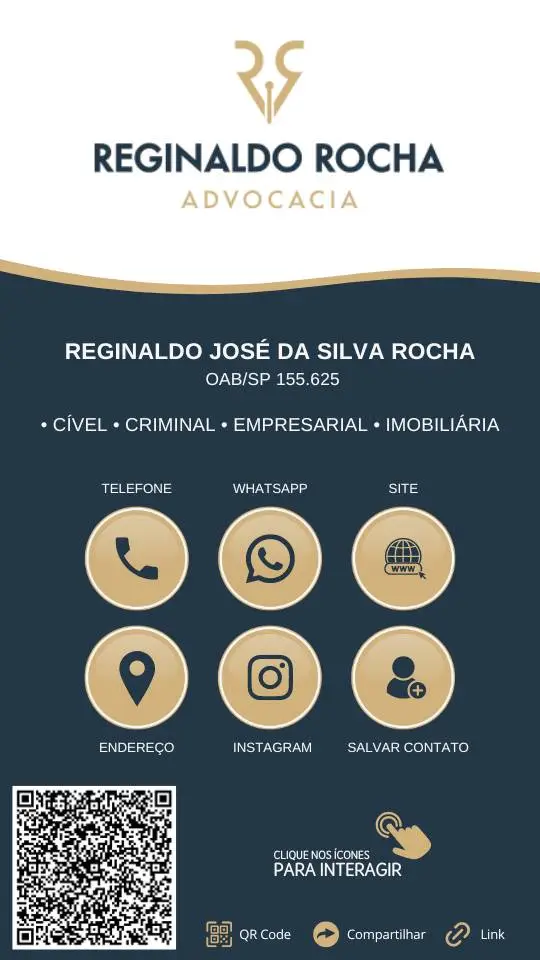 REGINALDO ROCHA
ADVOCACIA
REGINALDO JOSÉ DA SILVA ROCHA
OAB/SP 155.625
• CÍVEL • CRIMINAL • EMPRESARIAL • IMOBILIÁRIA
TELEFONE WHATSAPP SITE
WWW
ENDEREÇO INSTAGRAM SALVAR CONTATO
CLIQUE NOS ÍCONES
PARA INTERAGIR
QR Code Compartilhar Link